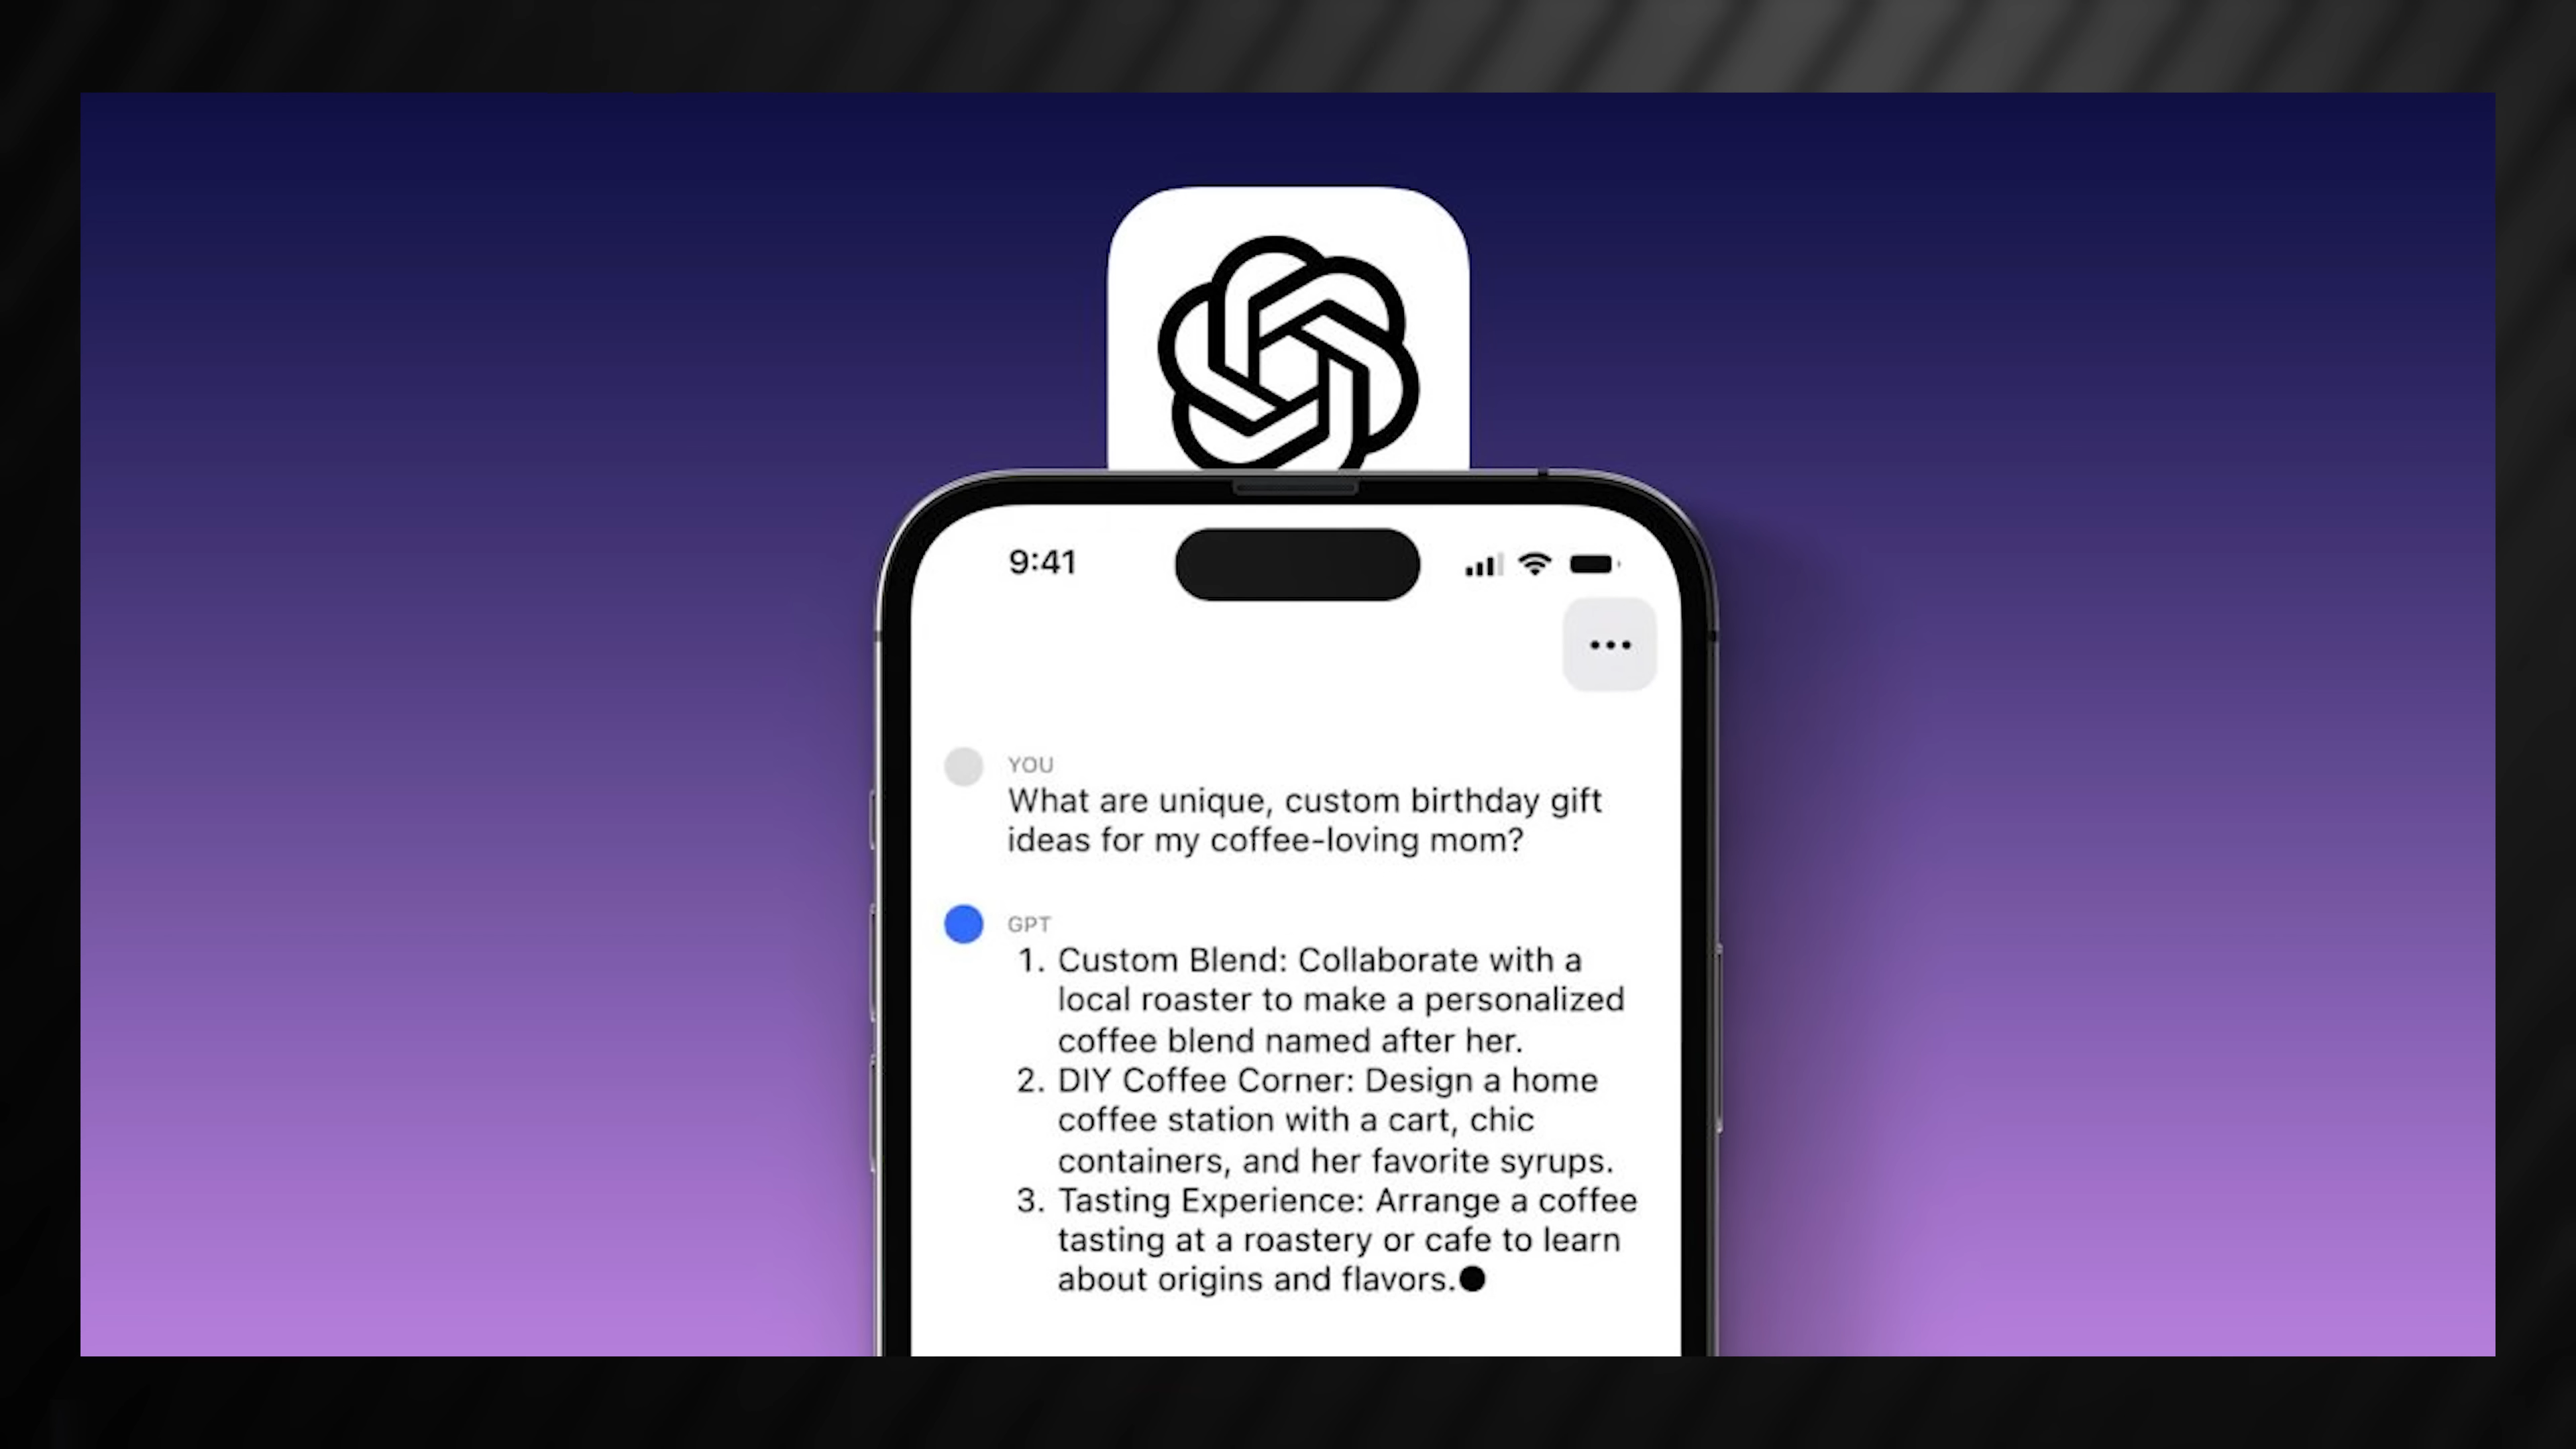 9:41
YOU
What are unique, custom birthday gift
ideas for my coffee-loving mom?
GPT
1. Custom Blend: Collaborate with a
local roaster to make a personalized
coffee blend named after her.
2. DIY Coffee Corner: Design a home
coffee station with a cart, chic
containers, and her favorite syrups.
3. Tasting Experience: Arrange a coffee
tasting at a roastery or cafe to learn
about origins and flavors.